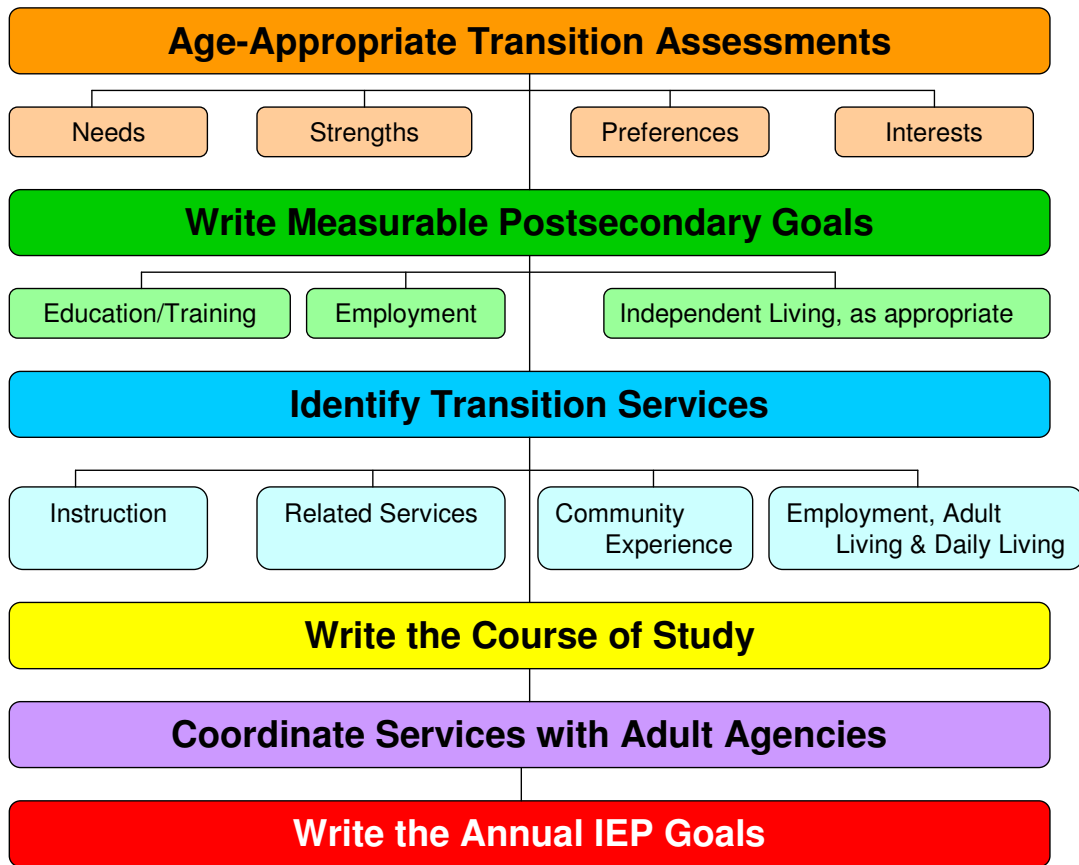 Age-Appropriate Transition Assessments
Needs
Strengths
Preferences
Interests
Write Measurable Postsecondary Goals
Education/Training
Employment
Independent Living, as appropriate
Identify Transition Services
Instruction
Related Services
Community
Experience
Employment, Adult
Living & Daily Living
Write the Course of Study
Coordinate Services with Adult Agencies
Write the Annual IEP Goals